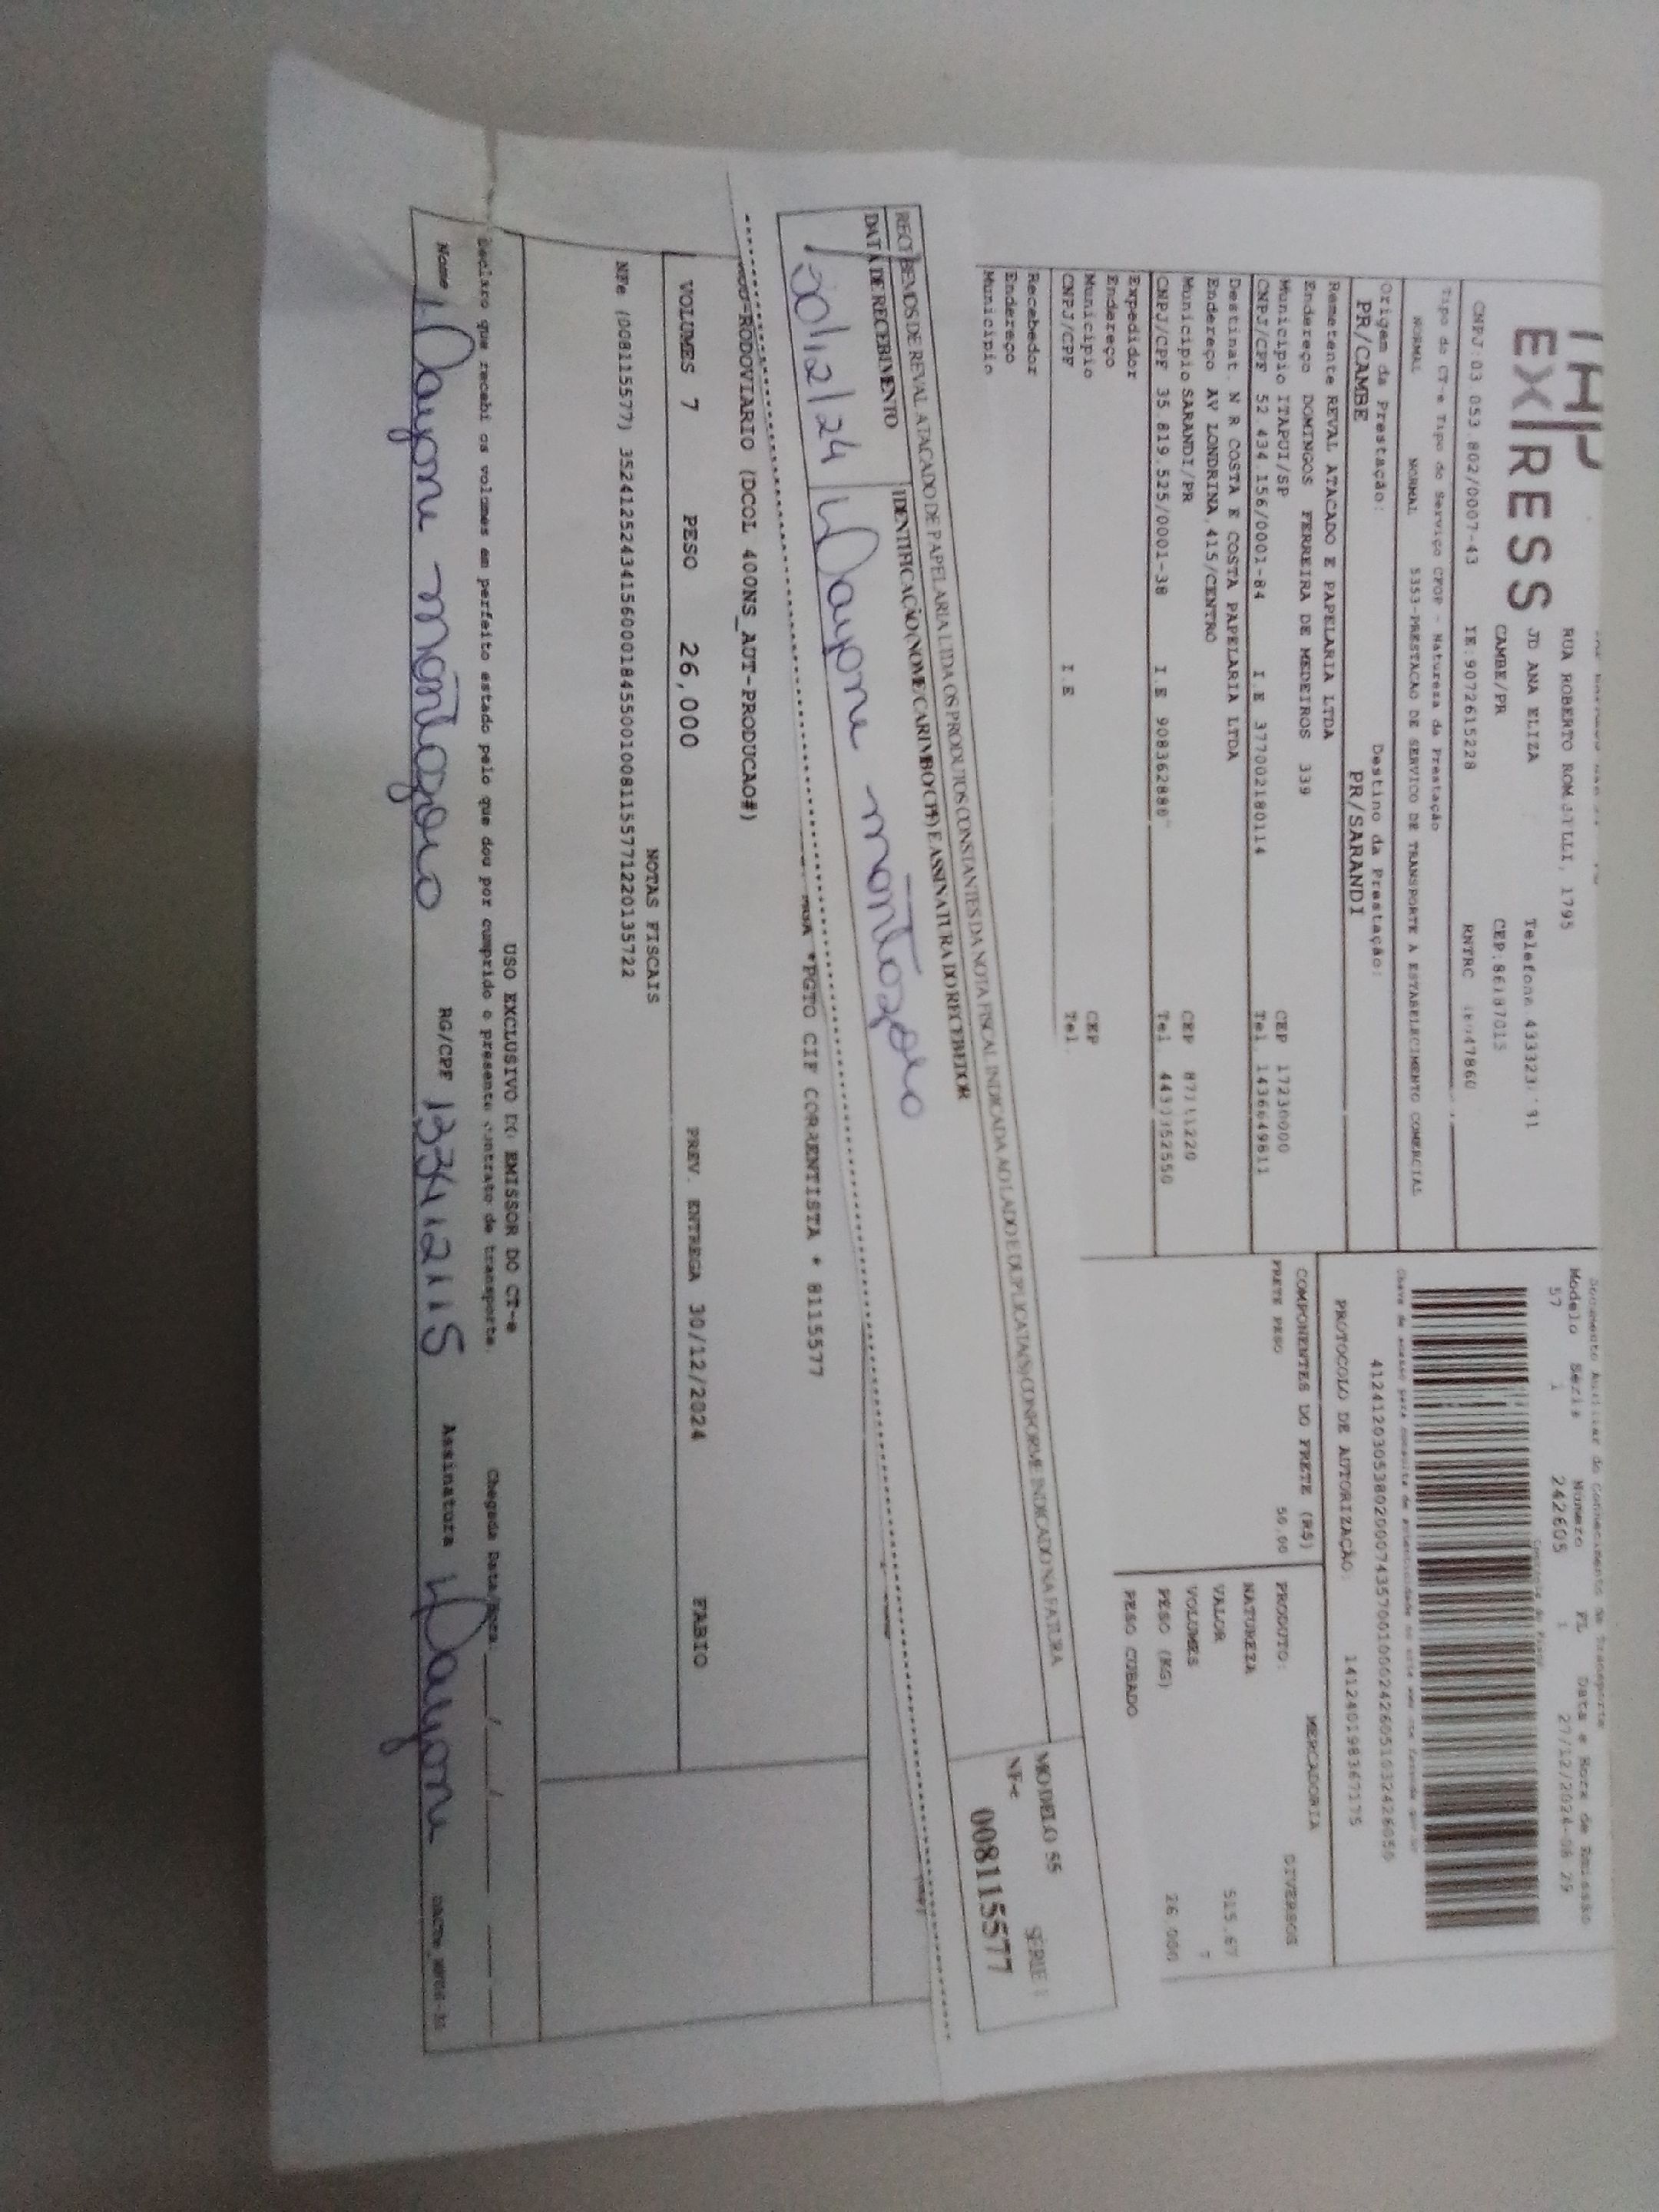 EXPRESS
RUA ROBERTO
1795
JD ANA ELIZA
CAMBE/PR
CNPJ:03 053 802/0007-43 IE:9072615228 RNTRC
Tipo do CT-e Tipo do Serviço CFOP - Natureza da Prestação
NORMAL NORMAL 5353-PRESTACAO DE SERVICO DE TRANSPORTE A ESTABELECIMENTO COMERCIAL
Origem da Prestação: Destino da Prestação:
PR/CAMBE PR/SARANDI
Remetente REVAL ATACADO E PAPELARIA LTDA
Endereço DOMINGOS FERREIRA DE MEDEIROS 339
Município ITAPUI/SP CEP 17230000
CNPJ/CPF 52 434 156/0001-84 I.E 377002180114 Tel. 1436649811
Destinat. N R COSTA E COSTA PAPELARIA LTDA
Endereço AV LONDRINA,415/CENTRO
Município SARANDI/PR CEP
CNPJ/CPF 35 819 525/0001-38 I.E Tel
Expedidor
Endereço
Município CEP
CNPJ/CPF I.E Tel.
Recebedor
Endereço
Município
Documento Auxiliar do Conhecimento de Transporte
Modelo Série Número FL Data e Hora de Emissão
57 1 242605 1 27/12/2024-08 29
PROTOCOLO DE AUTORIZAÇÃO: 141240198367175
COMPONENTES DO FRETE (R$) MERCADORIA
FRETE PESO 50.00 PRODUTO: DIVERSOS
NATUREZA
VALOR
VOLUMES 7
PESO (KG) 26 000
PESO CUBADO
RECEBEMOS DE REVAL ATACADO DE PAPELARIA LTDA OS PRODUTOS CONSTANTES DA NOTA FISCAL INDICADA AO LADO E DUPLICATA(S) CONFORME INDICADO NA FATURA
DATA DE RECEBIMENTO IDENTIFICAÇÃO (NOME/CARIMBO/CPF) E ASSINATURA DO RECEBEDOR
30/12/24 Dayone
MODELO 55 SERIE 1
NF-e 008115577
*PGTO CIF CORRENTISTA * 8115577
RODOVIARIO (DCOL 400NS_AUT-PRODUCAO#)
VOLUMES 7 PESO 26,000 PREV. ENTREGA 30/12/2024 FABIO
NOTAS FISCAIS
NFe (008115577) 35241252434156000184550010081155771220135722
USO EXCLUSIVO DO EMISSOR DO CT-e
Declaro que recebi os volumes em perfeito estado pelo que dou por cumprido o presente contrato de transporte. Chegada Data/Hora:____/____/____
Nome Dayone RG/CPF Assinatura Dayone